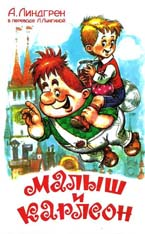 А. Линдгрен
в переводе Л. Лунгиной
Малыш
и
Карлсон